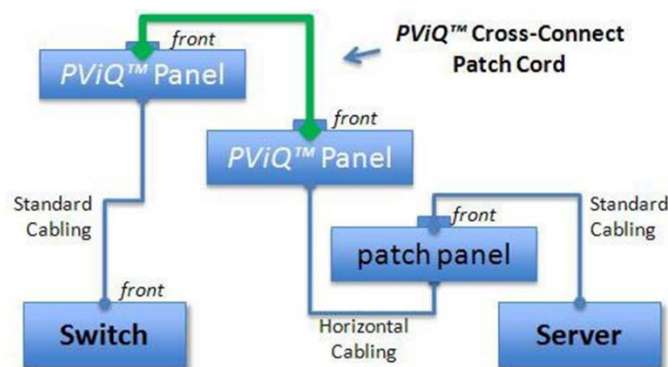 front
PViQ™ Cross-Connect
Patch Cord
PViQ™ Panel
front
PViQ™ Panel
Standard
Cabling
front
Standard
Cabling
patch panel
front
Switch
Horizontal
Cabling
Server